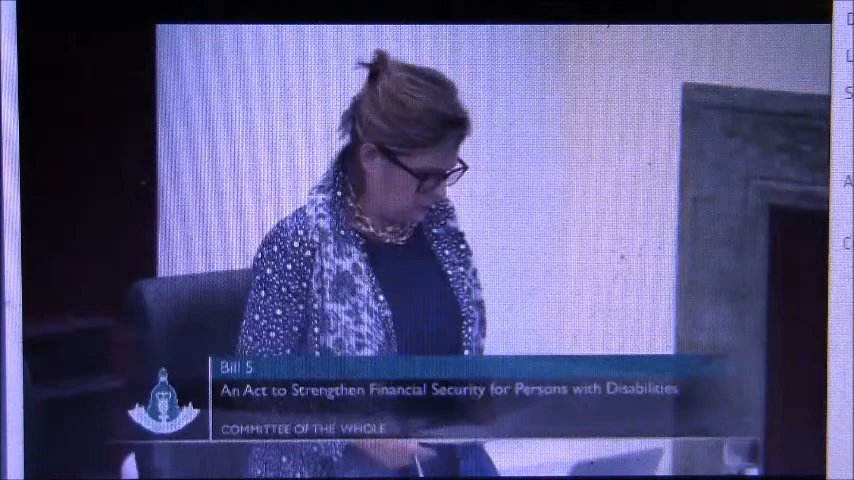 Bill 5
An Act to Strengthen Financial Security for Persons with Disabilities
COMMITTEE OF THE WHOLE